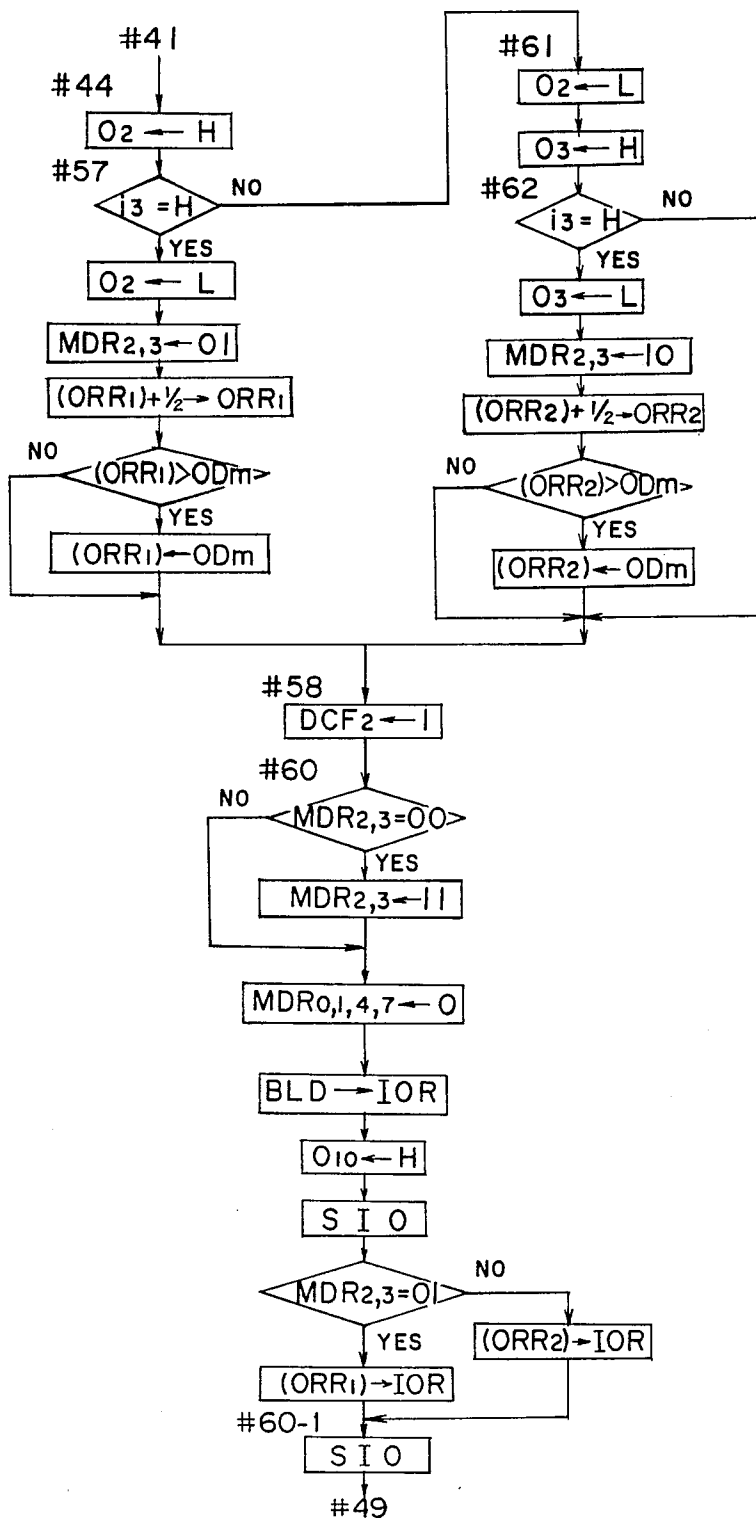 #41
#44
O2 ← H
#57
i3 = H
NO
YES
O2 ← L
MDR2,3 ← 01
(ORR1)+½→ ORR1
NO
(ORR1)>ODm>
YES
(ORR1)←ODm
#61
O2 ← L
O3 ← H
#62
i3 = H
NO
YES
O3 ← L
MDR2,3 ← 10
(ORR2)+½→ORR2
NO
(ORR2)>ODm>
YES
(ORR2)←ODm
#58
DCF2 ← 1
#60
NO
MDR2,3=00>
YES
MDR2,3←11
MDR0,1,4,7←0
BLD → IOR
O10←H
SIO
MDR2,3=01
NO
YES
(ORR2)→IOR
(ORR1)→IOR
#60-1
SIO
#49